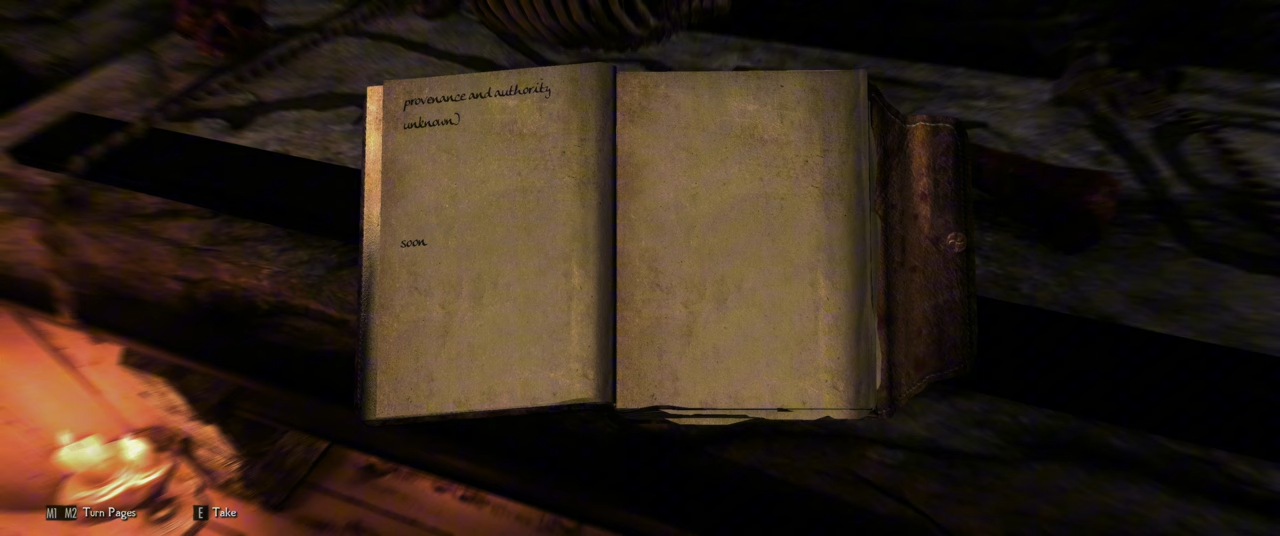 provenance and authority
unknown)
soon
M1 M2 Turn Pages
E Take